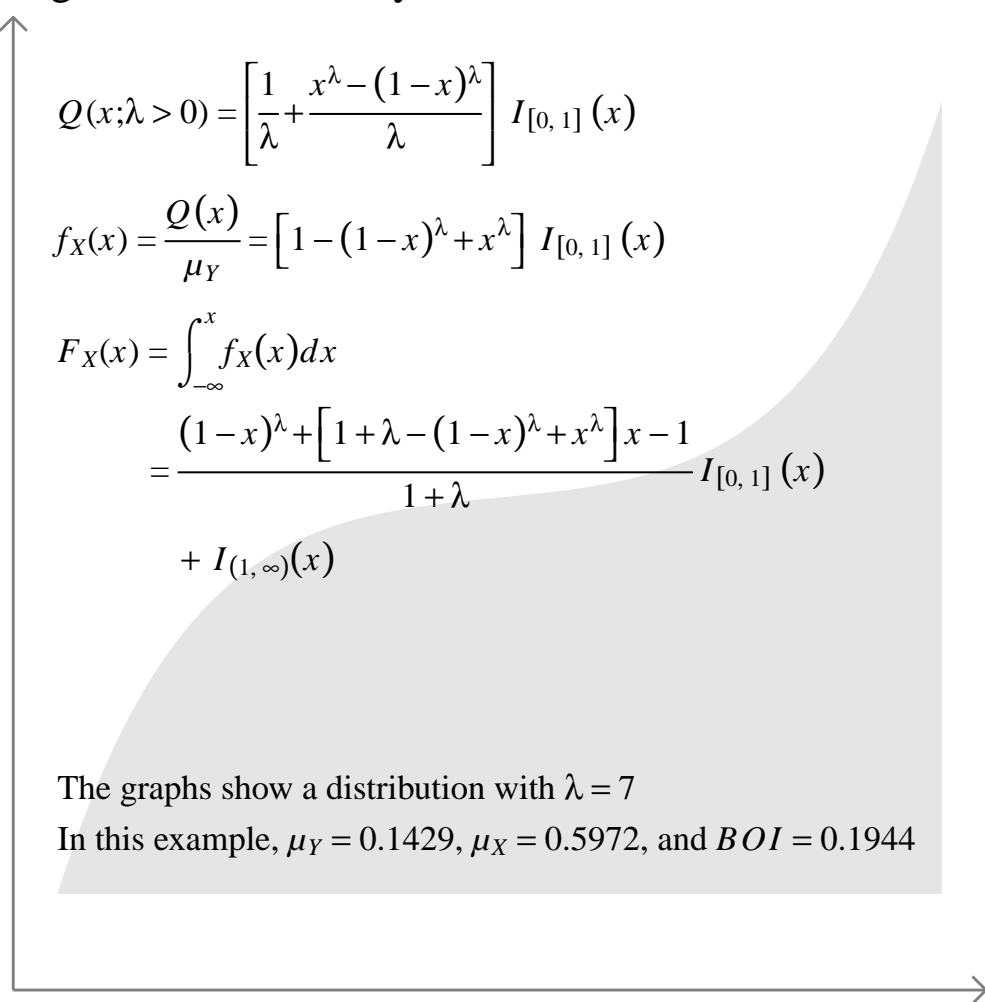 Q(x;λ > 0) = [1/λ + (x^λ − (1 − x)^λ)/λ] I_[0, 1] (x)
f_X(x) = Q(x)/μ_Y = [1 − (1 − x)^λ + x^λ] I_[0, 1] (x)
F_X(x) = ∫_−∞^x f_X(x)dx
= ((1 − x)^λ + [1 + λ − (1 − x)^λ + x^λ]x − 1)/(1 + λ) I_[0, 1] (x)
+ I_(1, ∞)(x)
The graphs show a distribution with λ = 7
In this example, μ_Y = 0.1429, μ_X = 0.5972, and BOI = 0.1944